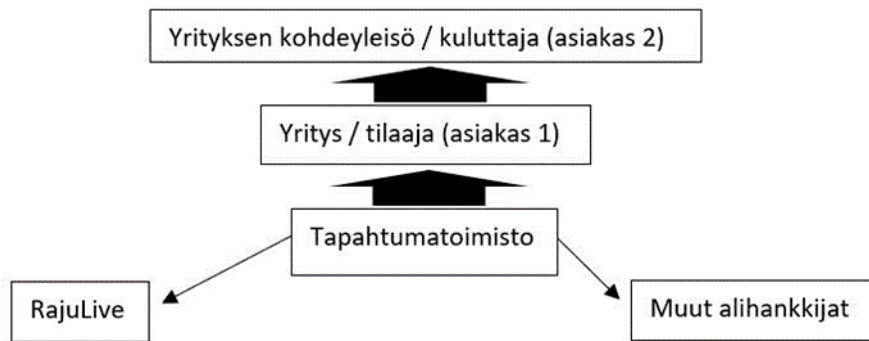 Yrityksen kohdeyleisö / kuluttaja (asiakas 2)
Yritys / tilaaja (asiakas 1)
Tapahtumatoimisto
RajuLive
Muut alihankkijat